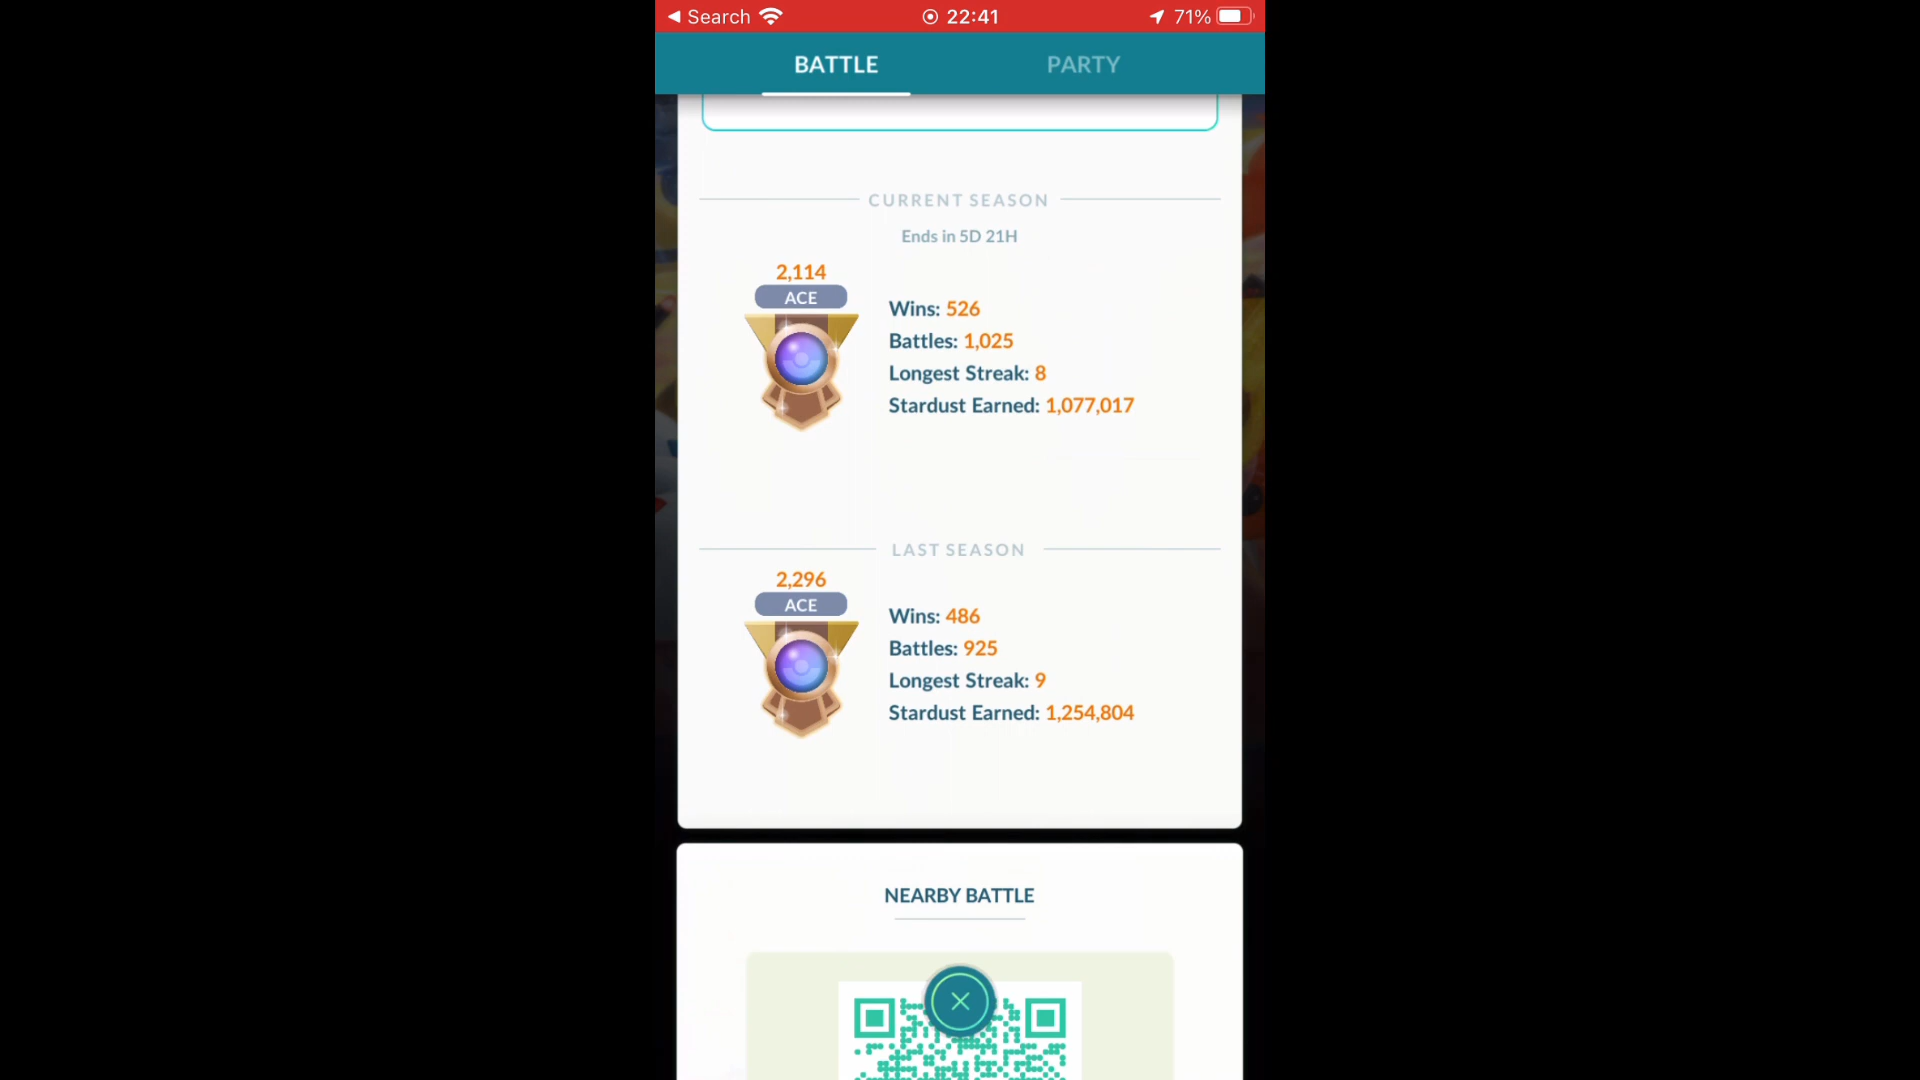 Search 22:41 71%
BATTLE PARTY
CURRENT SEASON
Ends in 5D 21H
2,114
ACE
Wins: 526
Battles: 1,025
Longest Streak: 8
Stardust Earned: 1,077,017
LAST SEASON
2,296
ACE
Wins: 486
Battles: 925
Longest Streak: 9
Stardust Earned: 1,254,804
NEARBY BATTLE